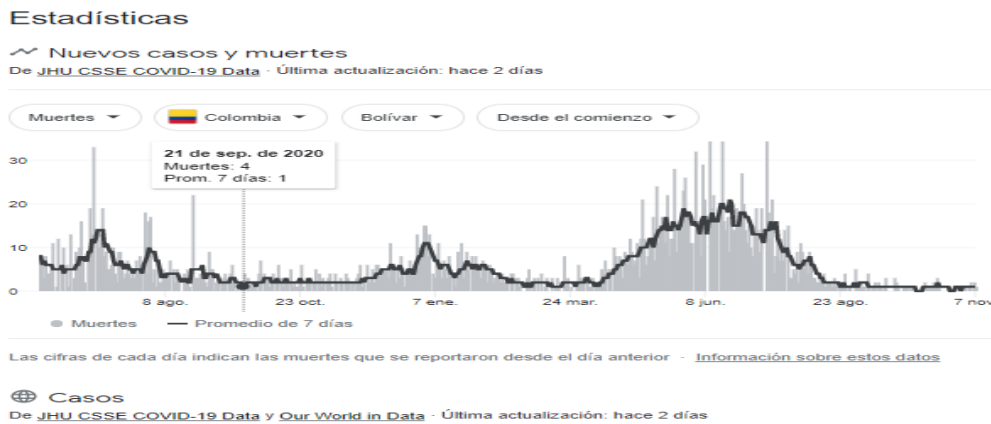 Estadísticas
Nuevos casos y muertes
De JHU CSSE COVID-19 Data · Última actualización: hace 2 días
Muertes Colombia Bolívar Desde el comienzo
21 de sep. de 2020
Muertes: 4
Prom. 7 días: 1
30
20
10
0
8 ago. 23 oct. 7 ene. 24 mar. 8 jun. 23 ago. 7 nov
Muertes Promedio de 7 días
Las cifras de cada día indican las muertes que se reportaron desde el día anterior · Información sobre estos datos
Casos
De JHU CSSE COVID-19 Data y Our World in Data · Última actualización: hace 2 días